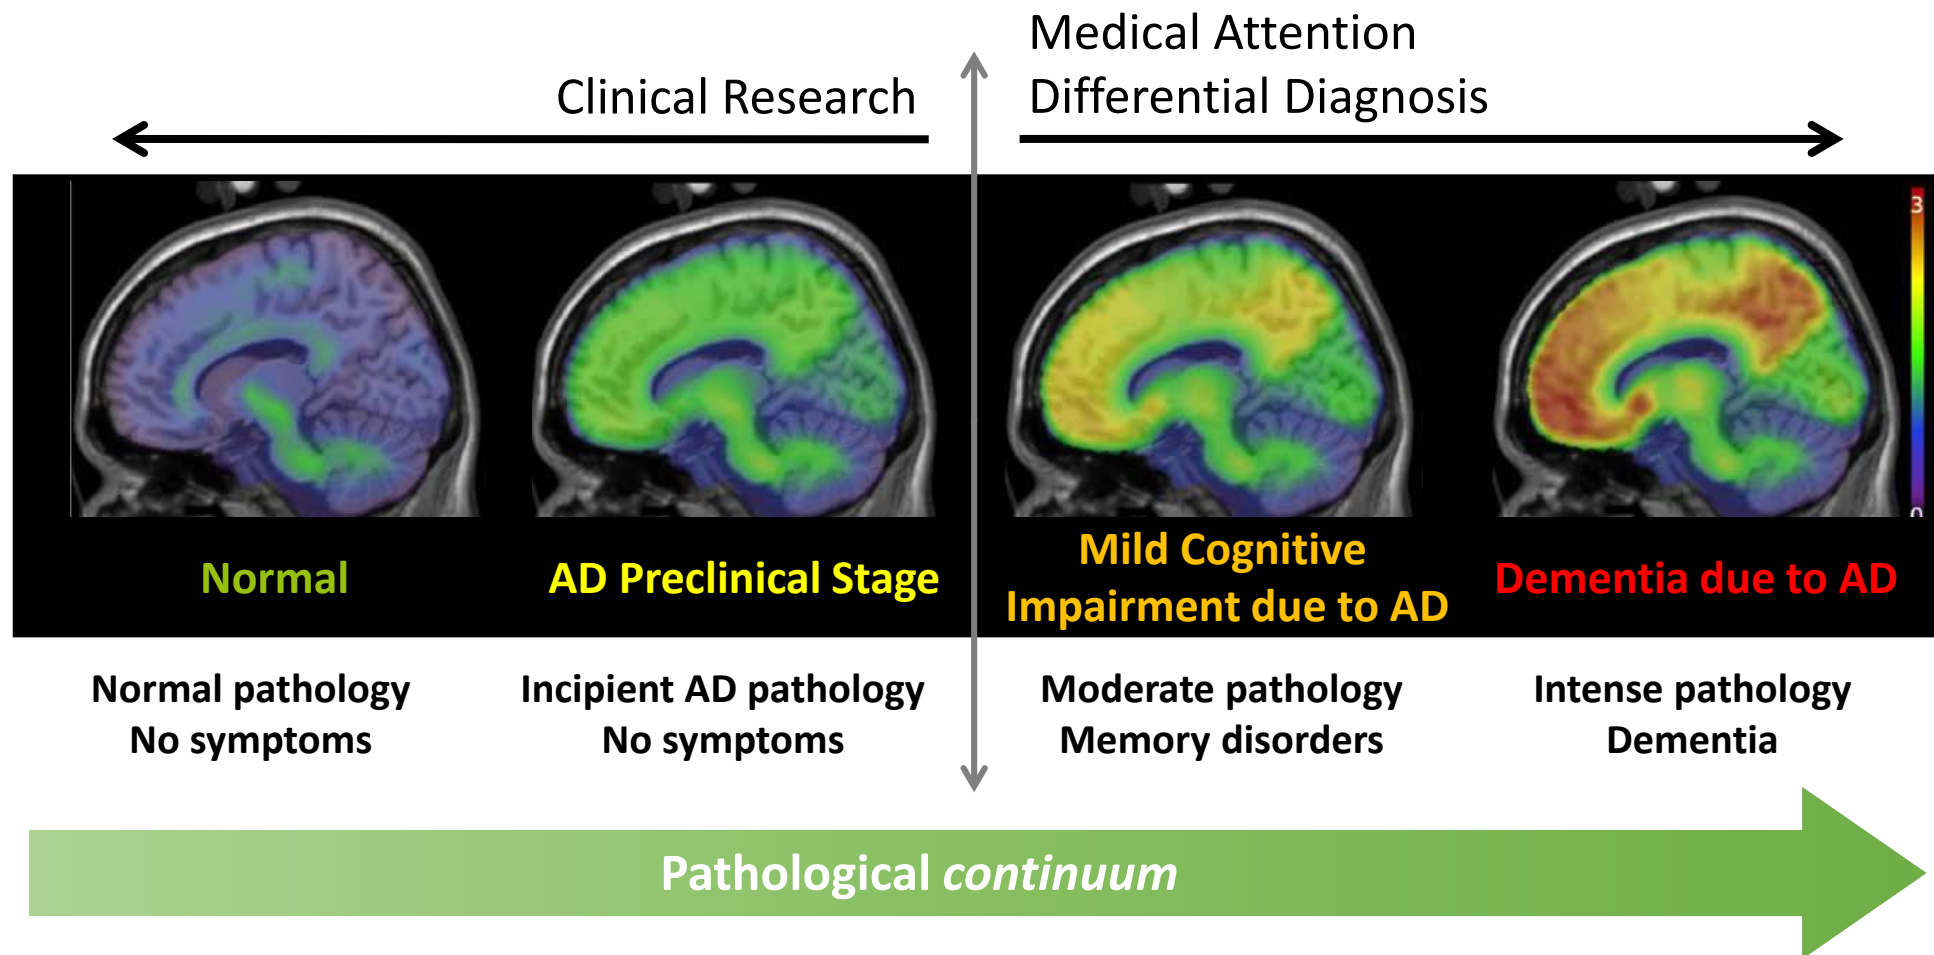 Medical Attention
Clinical Research
Differential Diagnosis
3
0
Normal
AD Preclinical Stage
Mild Cognitive
Impairment due to AD
Dementia due to AD
Normal pathology
No symptoms
Incipient AD pathology
No symptoms
Moderate pathology
Memory disorders
Intense pathology
Dementia
Pathological continuum